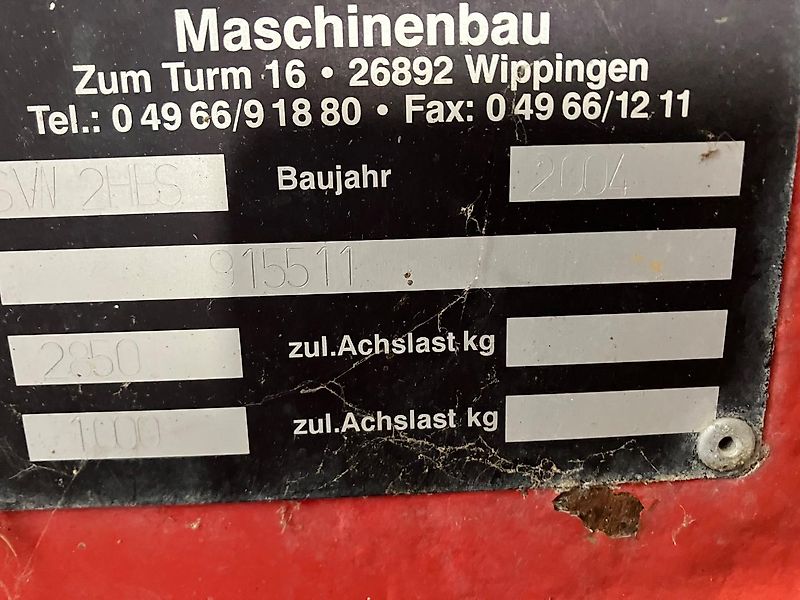 Maschinenbau
Zum Turm 16 • 26892 Wippingen
Tel.: 0 49 66/9 18 80 • Fax: 0 49 66/12 11
SVW 2HBS Baujahr 2004
915511
2850 zul.Achslast kg
1000 zul.Achslast kg